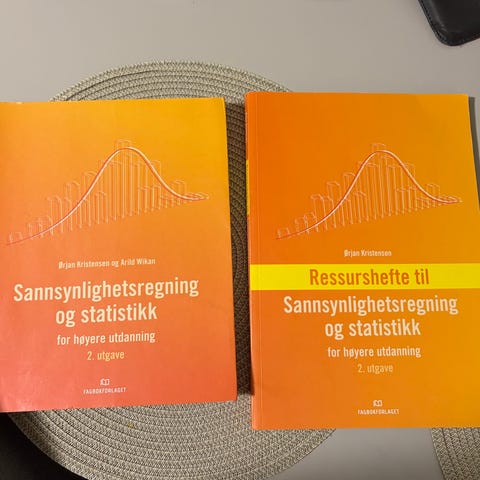 Ørjan Kristensen og Arild Wikan
Sannsynlighetsregning
og statistikk
for høyere utdanning
2. utgave
FAGBOKFORLAGET
Ørjan Kristensen
Ressurshefte til
Sannsynlighetsregning
og statistikk
for høyere utdanning
2. utgave
FAGBOKFORLAGET